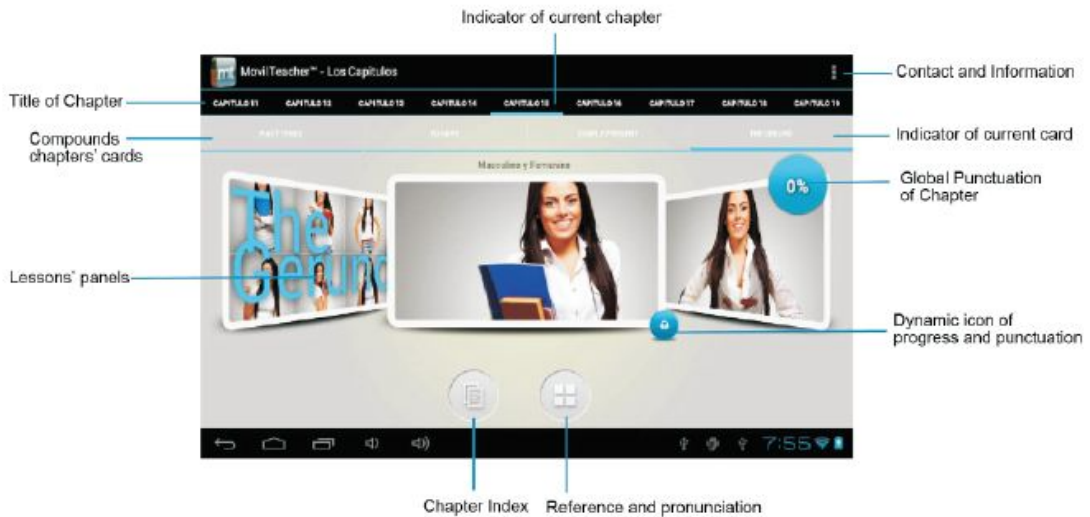 Indicator of current chapter
MovilTeacher™ - Los Capitulos
Contact and Information
Title of Chapter
CAPITULO 11 CAPITULO 12 CAPITULO 13 CAPITULO 14 CAPITULO 15 CAPITULO 16 CAPITULO 17 CAPITULO 18 CAPITULO 19
Compounds
chapters' cards
Indicator of current card
Masculino y Femenino
Global Punctuation
of Chapter
0%
The
Gerund
Lessons' panels
Dynamic icon of
progress and punctuation
7:55
Chapter Index
Reference and pronunciation